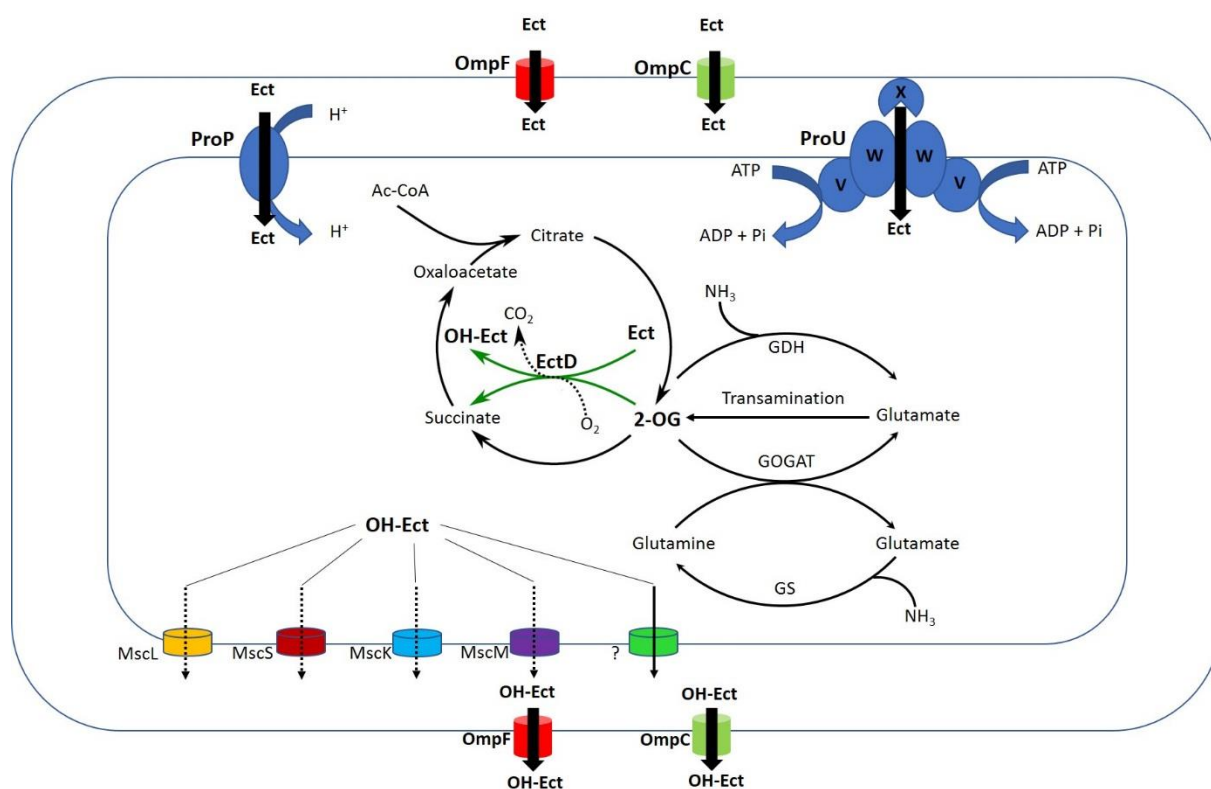 Ect
Ect
OmpF
OmpC
Ect
Ect
Ect
H⁺
ProP
Ect
H⁺
X
ProU
W
W
V
V
ATP
ATP
ADP + Pi
ADP + Pi
Ect
Ac-CoA
Citrate
Oxaloacetate
CO₂
OH-Ect
Ect
EctD
Succinate
O₂
2-OG
NH₃
GDH
Transamination
Glutamate
GOGAT
Glutamine
Glutamate
GS
NH₃
OH-Ect
MscL
MscS
MscK
MscM
?
OH-Ect
OH-Ect
OmpF
OmpC
OH-Ect
OH-Ect